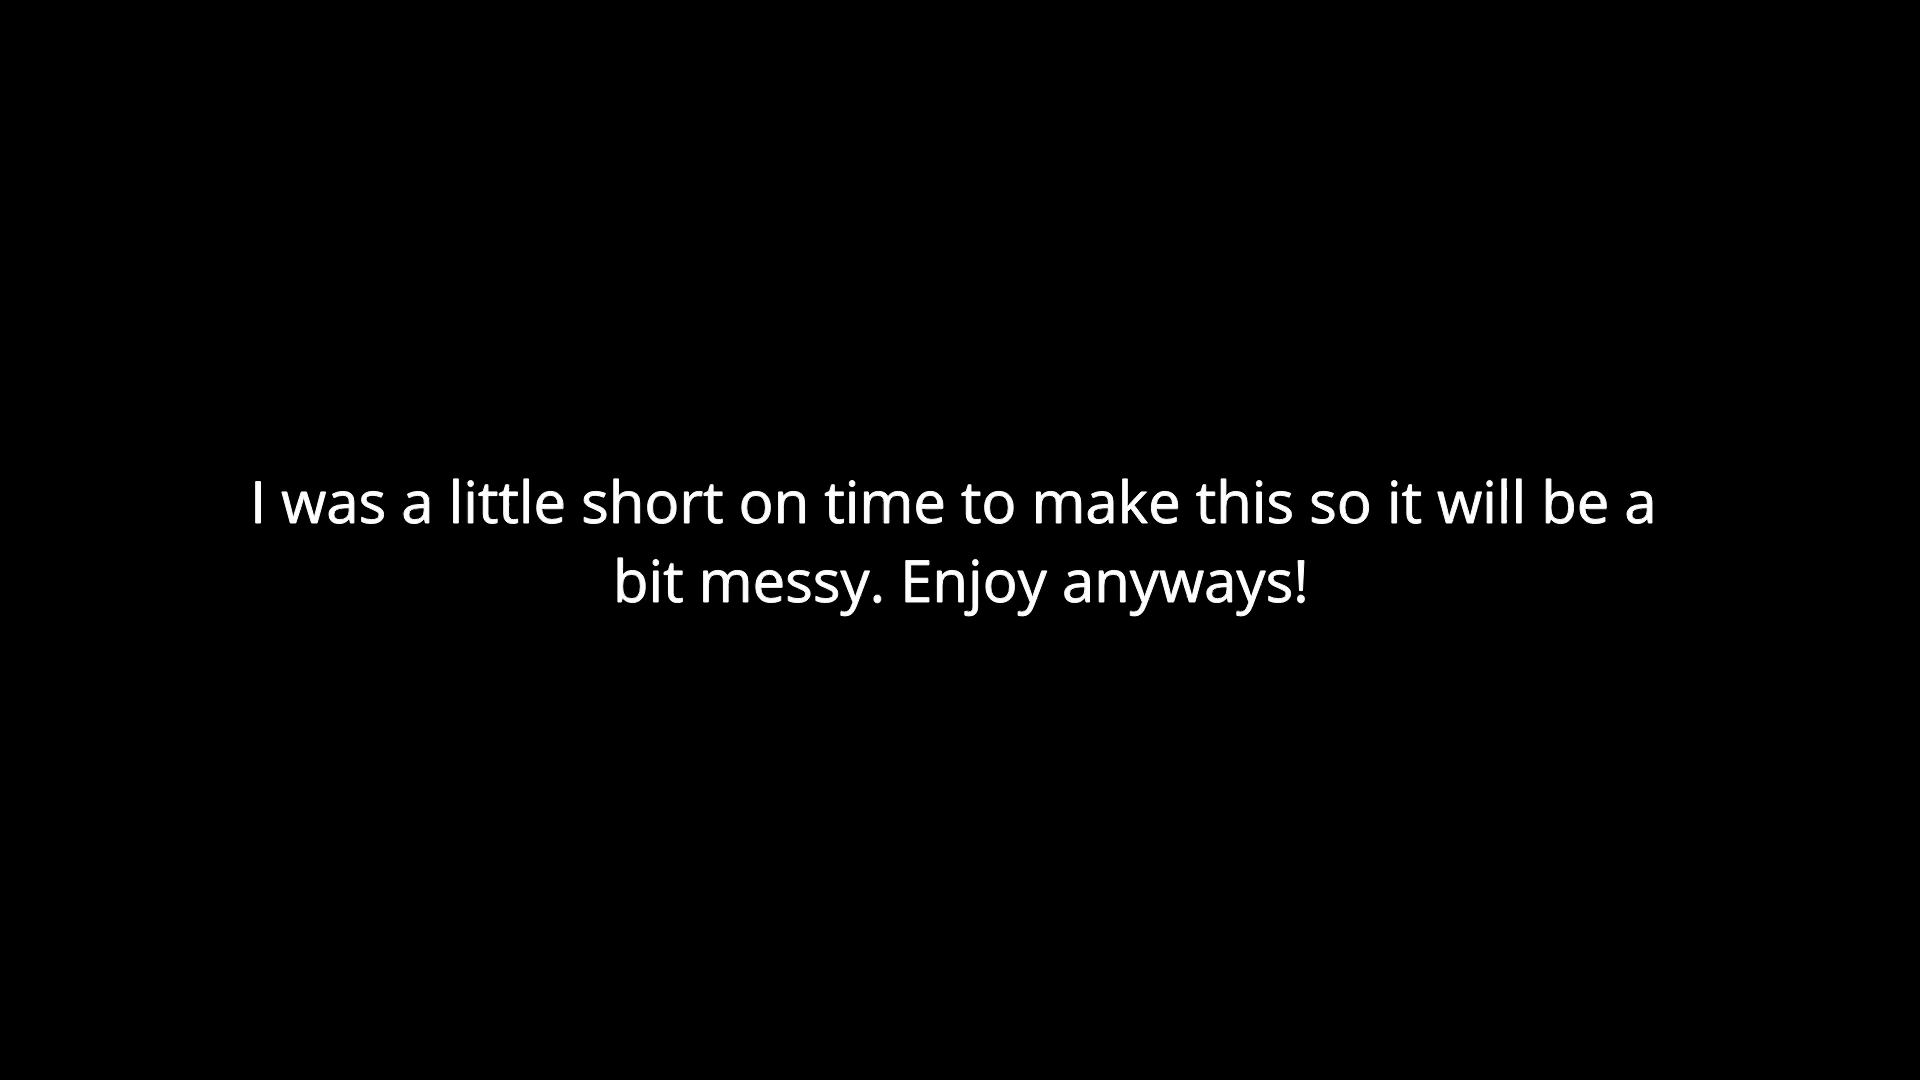 I was a little short on time to make this so it will be a
bit messy. Enjoy anyways!